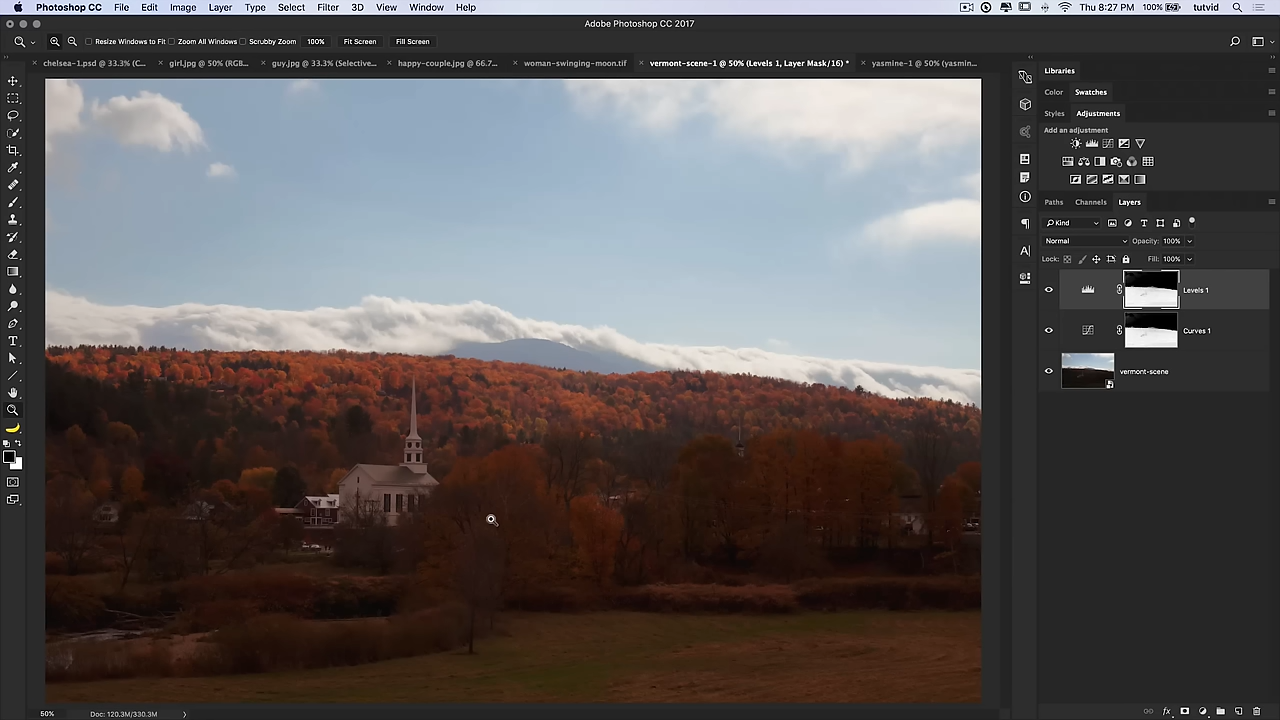 Photoshop CC File Edit Image Layer Type Select Filter 3D View Window Help Thu 8:27 PM 100% tutvid
Adobe Photoshop CC 2017
Resize Windows to Fit Scrubby Zoom Zoom All Windows 100% Fit Screen Fill Screen
chelsea-1.psd @ 33.3% (C... girl.jpg @ 50% (RGB... guy.jpg @ 33.3% (Selective... happy-couple.jpg @ 66.7... woman-swinging-moon.tif vermont-scene-1 @ 50% (Levels 1, Layer Mask/16) * yasmine-1 @ 50% (yasmin...
Libraries
Color Swatches
Styles Adjustments
Add an adjustment
Paths Channels Layers
Kind
Normal Opacity: 100%
Lock: Fill: 100%
Levels 1
Curves 1
vermont-scene
50% Doc: 120.3M/330.3M
fx